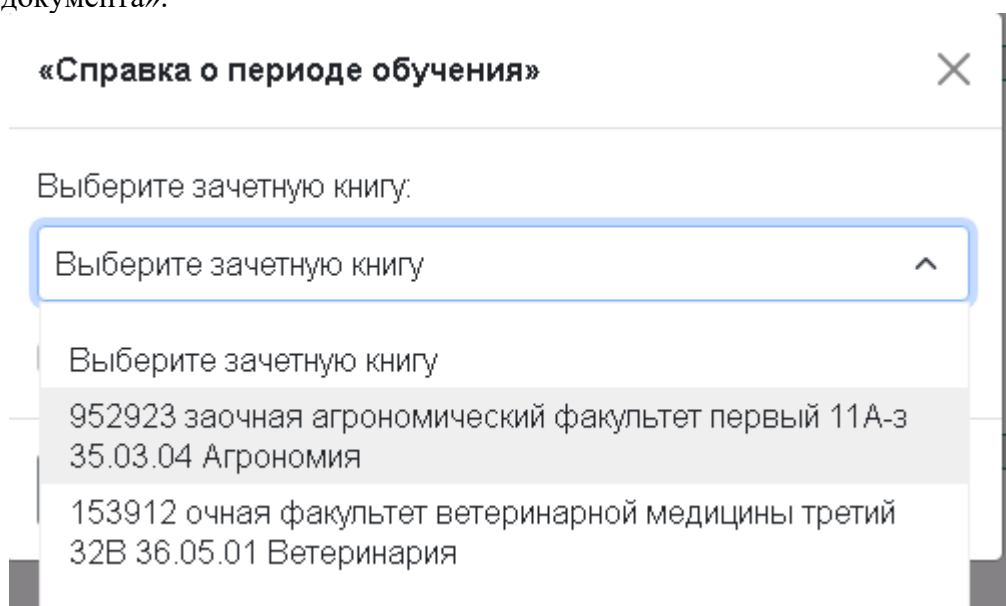 документа».
«Справка о периоде обучения»
Выберите зачетную книгу:
Выберите зачетную книгу
Выберите зачетную книгу
952923 заочная агрономический факультет первый 11А-з
35.03.04 Агрономия
153912 очная факультет ветеринарной медицины третий
32В 36.05.01 Ветеринария